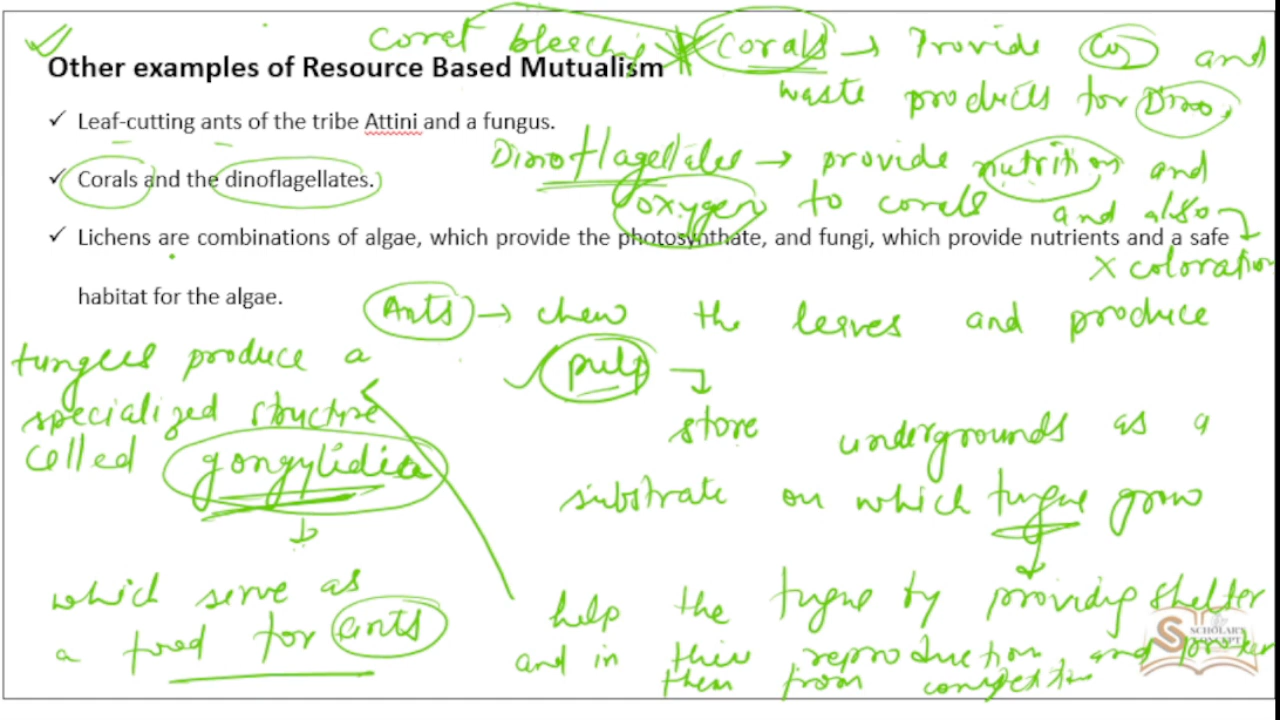 coral bleaching
Corals → Provide CO2 and
waste products for Dino.
Other examples of Resource Based Mutualism
✓ Leaf-cutting ants of the tribe Attini and a fungus.
Dinoflagellates → provide nutrition and
oxygen to corals and also
✓ Corals and the dinoflagellates.
✓ Lichens are combinations of algae, which provide the photosynthate, and fungi, which provide nutrients and a safe
habitat for the algae.
coloration
Ants → chew the leaves and produce
pulp
store undergrounds as a
substrate on which fungue grow
help the fungue by providing shelter
and in their reproduction and
them from
fungus produce a
specialized structure
called gongylidia
which serve as
a food for ants
SCHOLAR'S
CONCEPT